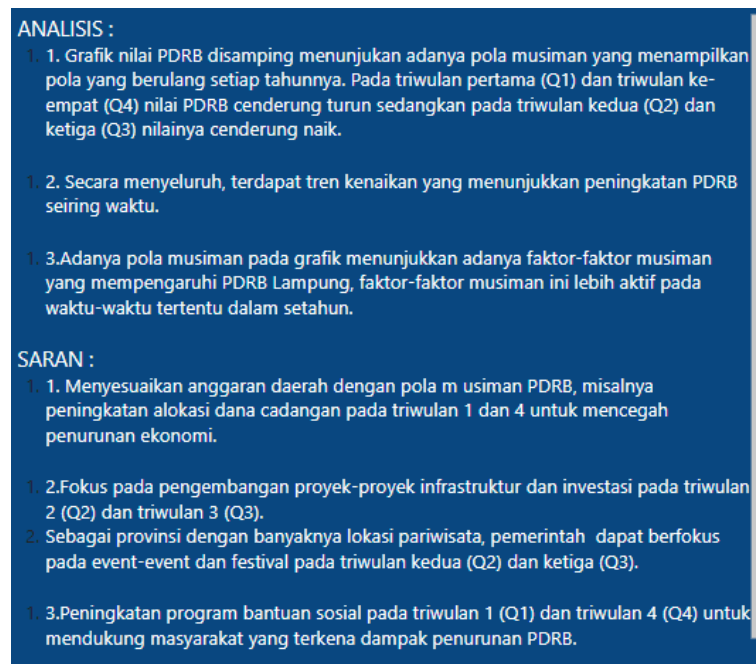 ANALISIS :
1. 1. Grafik nilai PDRB disamping menunjukan adanya pola musiman yang menampilkan
pola yang berulang setiap tahunnya. Pada triwulan pertama (Q1) dan triwulan ke-
empat (Q4) nilai PDRB cenderung turun sedangkan pada triwulan kedua (Q2) dan
ketiga (Q3) nilainya cenderung naik.
1. 2. Secara menyeluruh, terdapat tren kenaikan yang menunjukkan peningkatan PDRB
seiring waktu.
1. 3.Adanya pola musiman pada grafik menunjukkan adanya faktor-faktor musiman
yang mempengaruhi PDRB Lampung, faktor-faktor musiman ini lebih aktif pada
waktu-waktu tertentu dalam setahun.
SARAN :
1. 1. Menyesuaikan anggaran daerah dengan pola m usiman PDRB, misalnya
peningkatan alokasi dana cadangan pada triwulan 1 dan 4 untuk mencegah
penurunan ekonomi.
1. 2.Fokus pada pengembangan proyek-proyek infrastruktur dan investasi pada triwulan
2 (Q2) dan triwulan 3 (Q3).
2. Sebagai provinsi dengan banyaknya lokasi pariwisata, pemerintah dapat berfokus
pada event-event dan festival pada triwulan kedua (Q2) dan ketiga (Q3).
1. 3.Peningkatan program bantuan sosial pada triwulan 1 (Q1) dan triwulan 4 (Q4) untuk
mendukung masyarakat yang terkena dampak penurunan PDRB.